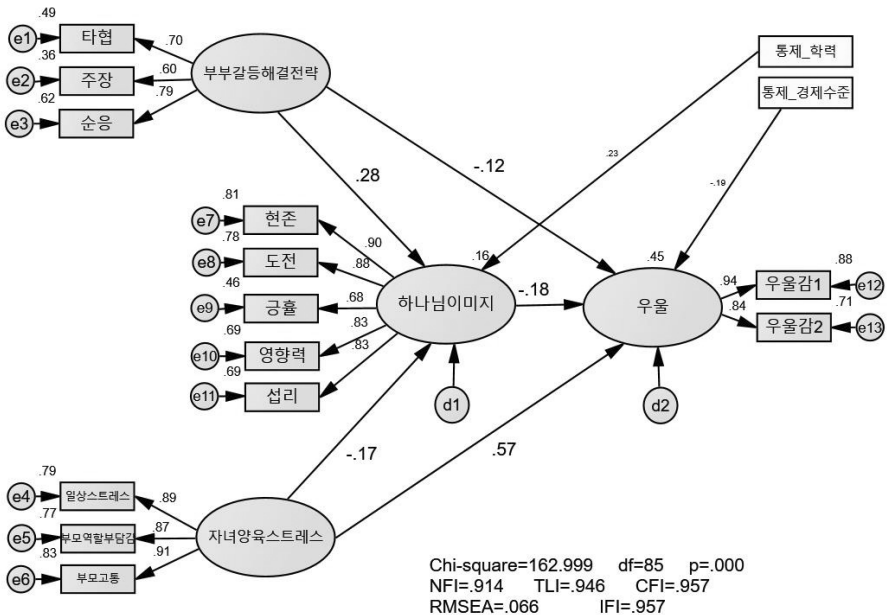 .49
e1 타협 .70
.36
e2 주장 .60
.62
e3 순응 .79
부부갈등해결전략
통제_학력
통제_경제수준
.28
-.12
.23
-.19
.81
e7 현존 .90
.78
e8 도전 .88
.46
e9 긍휼 .68
.69
e10 영향력 .83
.69
e11 섭리 .83
.16
하나님이미지
-.18
.45
우울
.94 우울감1 .88 e12
.84 우울감2 .71 e13
d1
d2
-.17
.57
.79
e4 일상스트레스 .89
.77
e5 부모역할부담감 .87
.83
e6 부모고통 .91
자녀양육스트레스
Chi-square=162.999 df=85 p=.000
NFI=.914 TLI=.946 CFI=.957
RMSEA=.066 IFI=.957